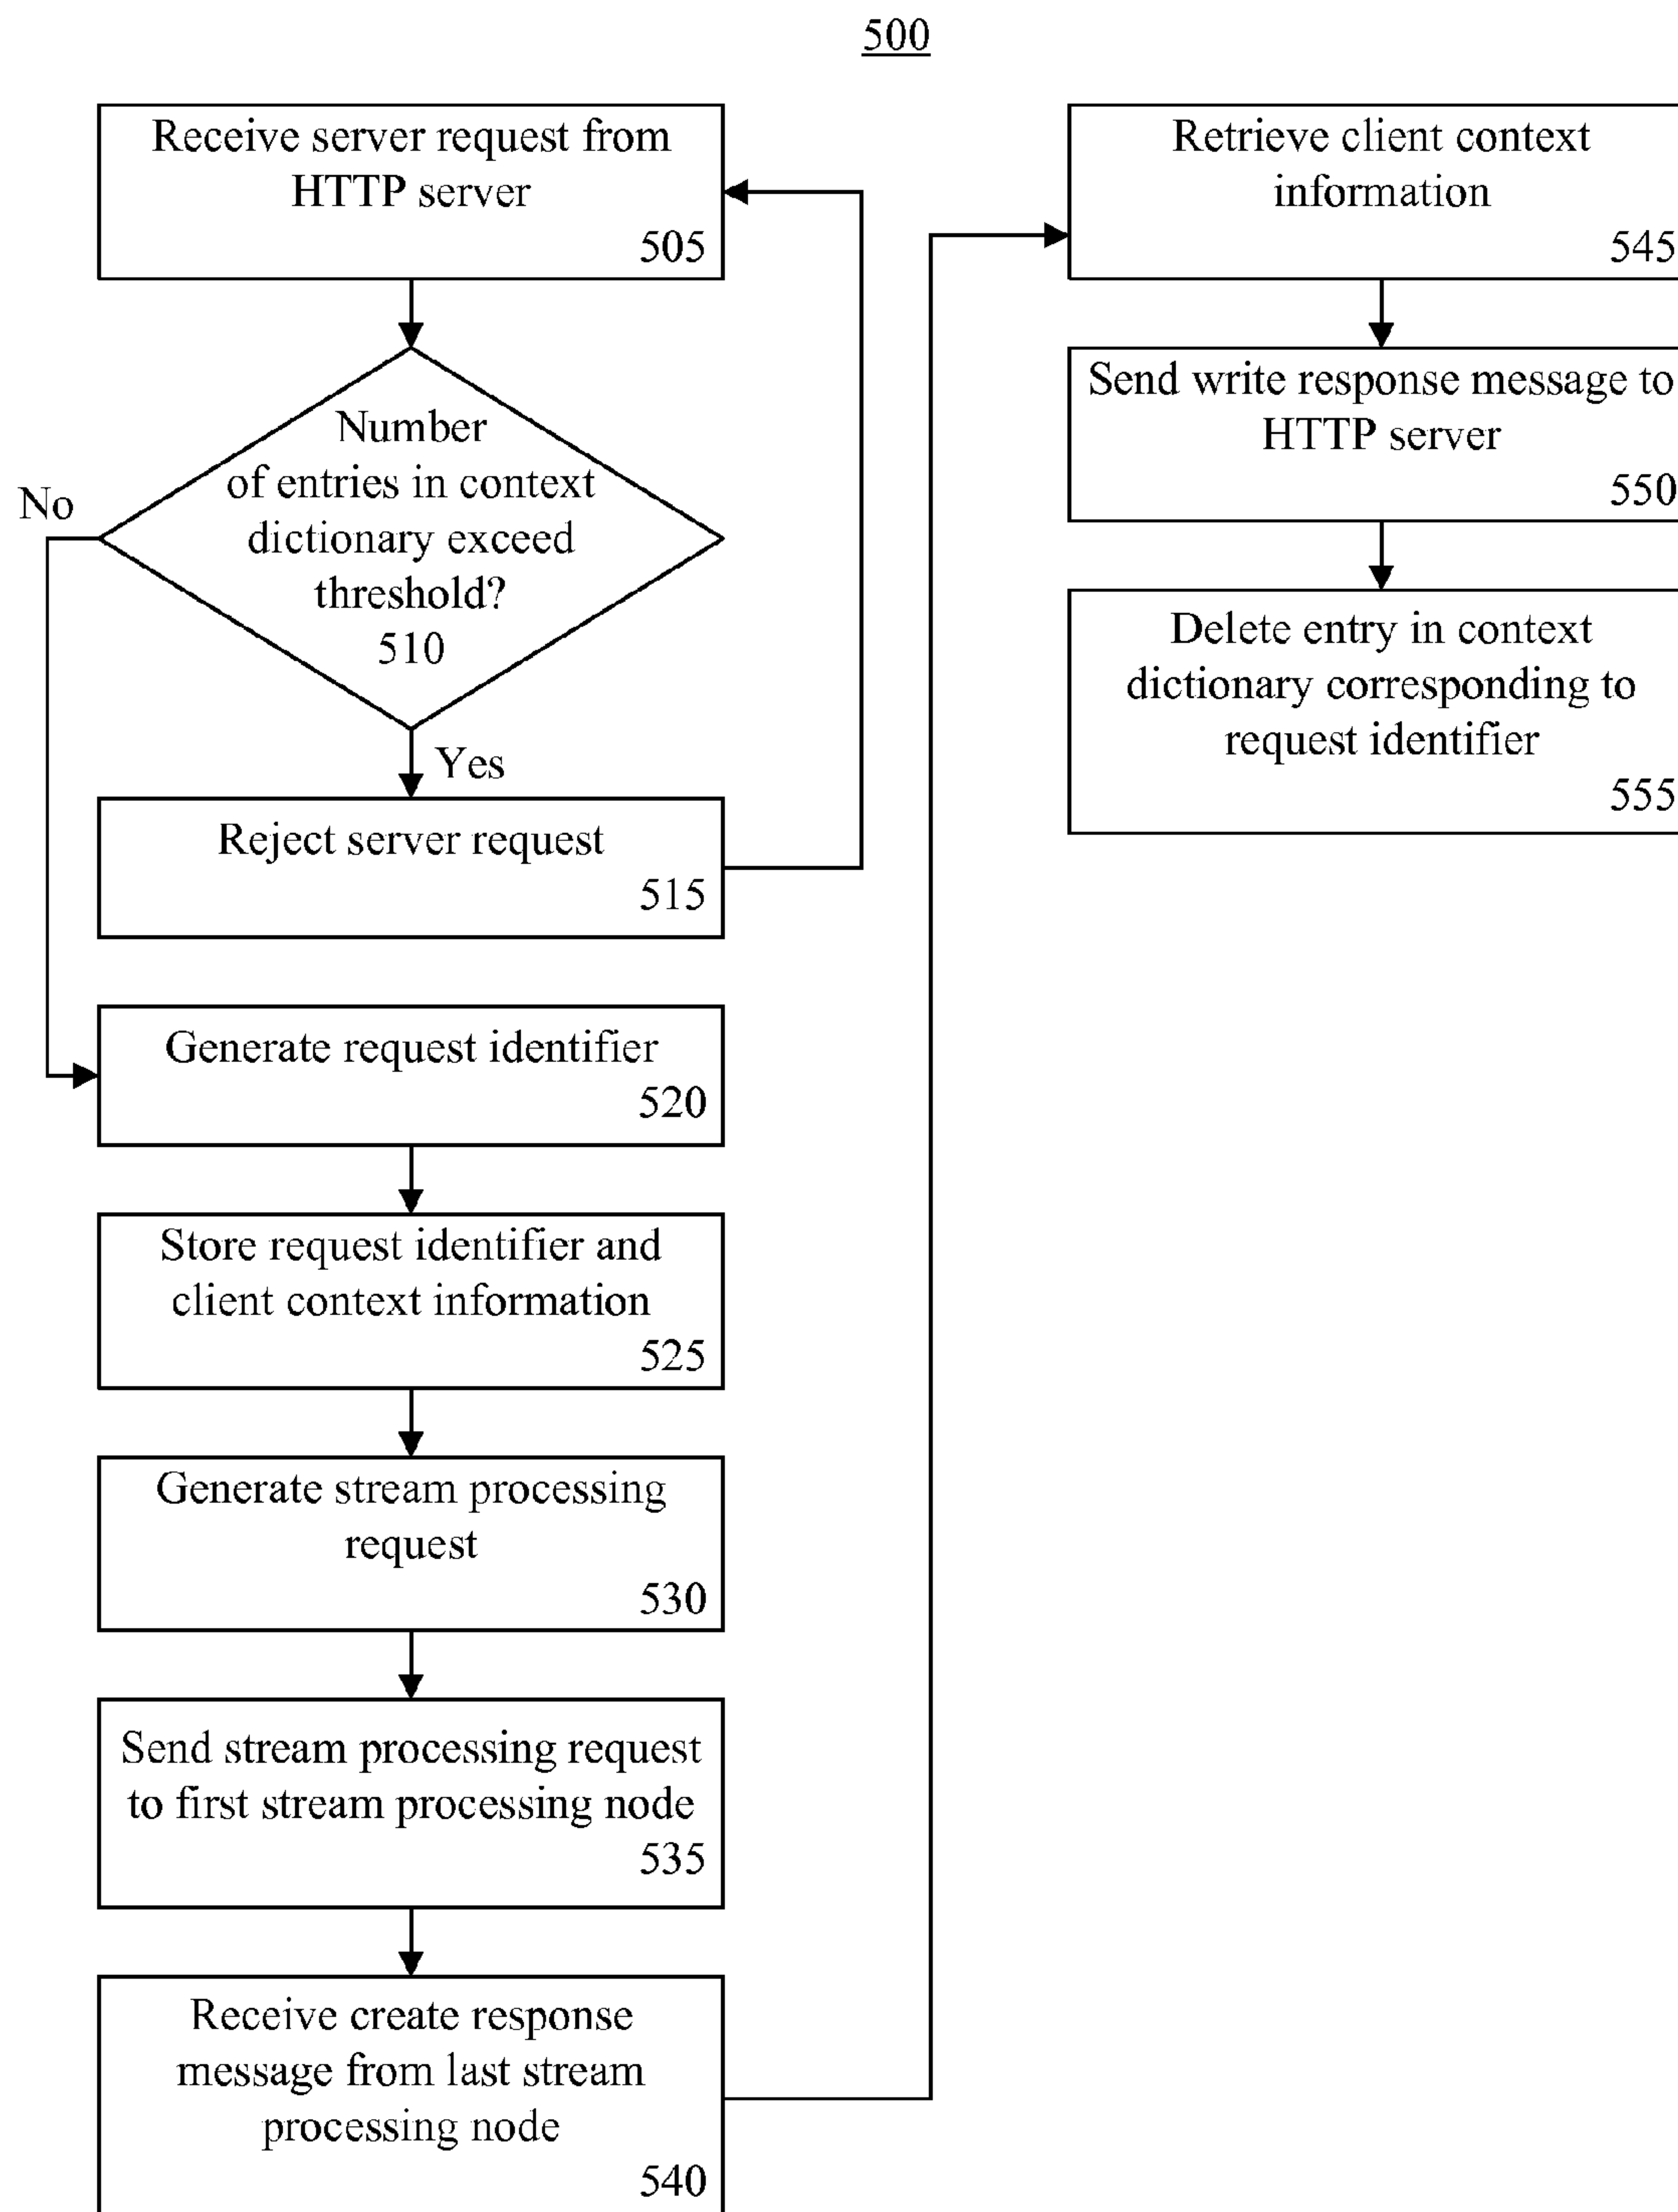 500
Receive server request from
HTTP server
505
Number
of entries in context
dictionary exceed
threshold?
510
No
Yes
Reject server request
515
Generate request identifier
520
Store request identifier and
client context information
525
Generate stream processing
request
530
Send stream processing request
to first stream processing node
535
Receive create response
message from last stream
processing node
540
Retrieve client context
information
545
Send write response message to
HTTP server
550
Delete entry in context
dictionary corresponding to
request identifier
555